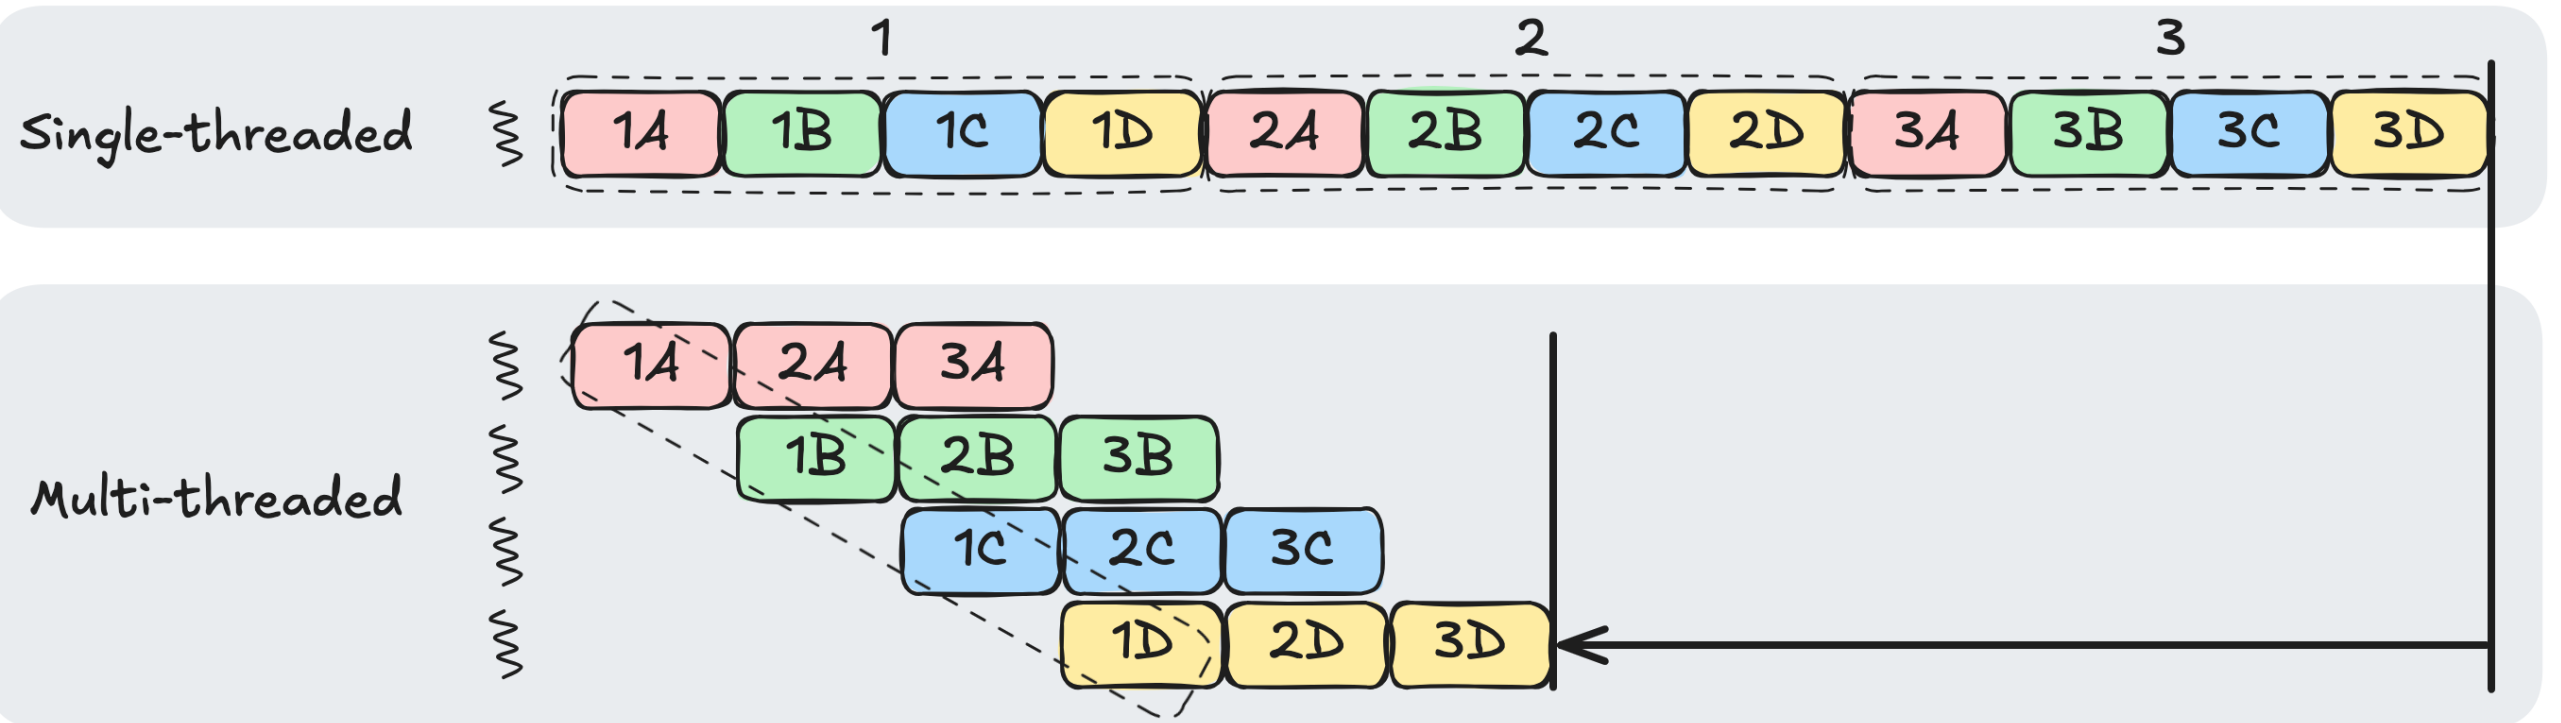 1 2 3
Single-threaded 1A 1B 1C 1D 2A 2B 2C 2D 3A 3B 3C 3D
1A 2A 3A
1B 2B 3B
Multi-threaded
1C 2C 3C
1D 2D 3D